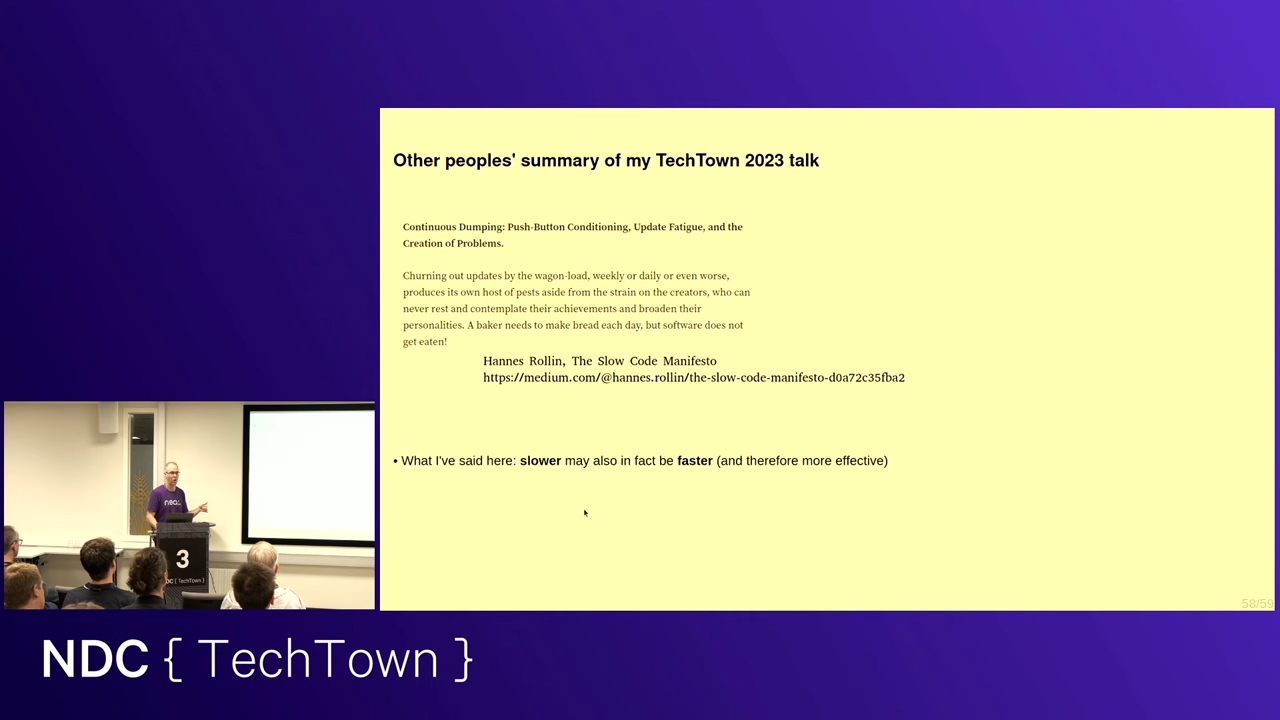 Other peoples' summary of my TechTown 2023 talk
Continuous Dumping: Push-Button Conditioning, Update Fatigue, and the
Creation of Problems.
Churning out updates by the wagon-load, weekly or daily or even worse,
produces its own host of pests aside from the strain on the creators, who can
never rest and contemplate their achievements and broaden their
personalities. A baker needs to make bread each day, but software does not
get eaten!
Hannes Rollin, The Slow Code Manifesto
https://medium.com/@hannes.rollin/the-slow-code-manifesto-d0a72c35fba2
• What I've said here: slower may also in fact be faster (and therefore more effective)
58/59
3
{ TechTown }
NDC { TechTown }